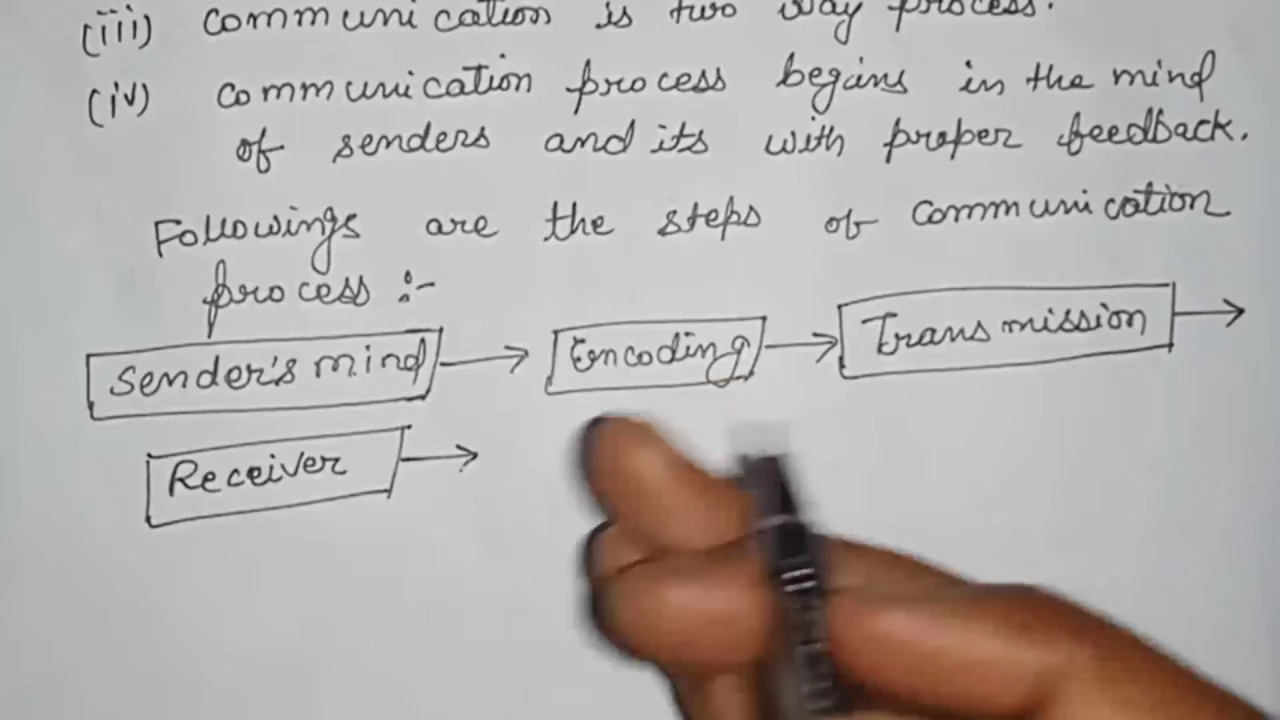 (iii) Communication is two way process.
(iv) Communication process begins in the mind
of senders and its with proper feedback.
Followings are the steps of communication
process :-
Sender's mind → Encoding → Transmission →
Receiver →